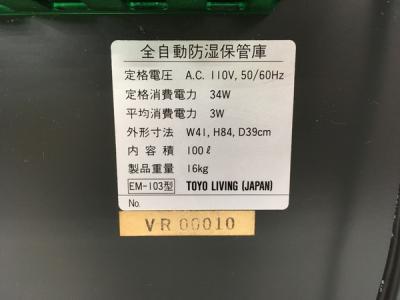 全自動防湿保管庫
定格電圧 A.C. 110V, 50/60Hz
定格消費電力 34W
平均消費電力 3W
外形寸法 W41, H84, D39cm
内容積 100ℓ
製品重量 16kg
EM-103型 TOYO LIVING (JAPAN)
No.
VR 00010